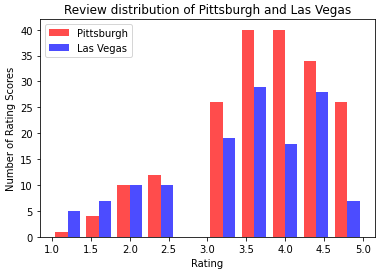 Review distribution of Pittsburgh and Las Vegas
Pittsburgh
Las Vegas
Number of Rating Scores
40
35
30
25
20
15
10
5
0
1.0 1.5 2.0 2.5 3.0 3.5 4.0 4.5 5.0
Rating